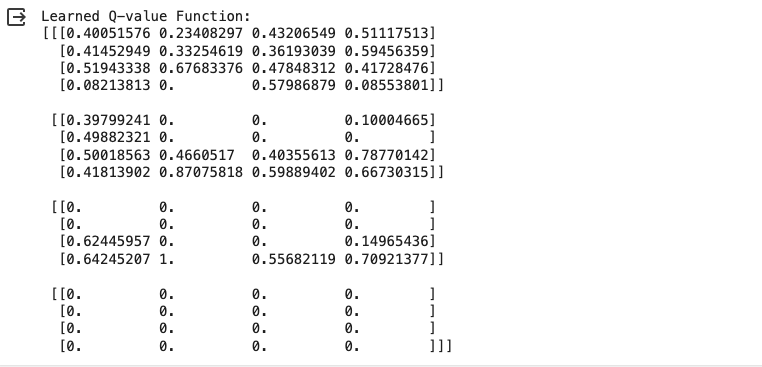 Learned Q-value Function:
[[[0.40051576 0.23408297 0.43206549 0.51117513]
  [0.41452949 0.33254619 0.36193039 0.59456359]
  [0.51943338 0.67683376 0.47848312 0.41728476]
  [0.08213813 0.         0.57986879 0.08553801]]

 [[0.39799241 0.         0.         0.10004665]
  [0.49882321 0.         0.         0.        ]
  [0.50018563 0.4660517  0.40355613 0.78770142]
  [0.41813902 0.87075818 0.59889402 0.66730315]]

 [[0.         0.         0.         0.        ]
  [0.         0.         0.         0.        ]
  [0.62445957 0.         0.         0.14965436]
  [0.64245207 1.         0.55682119 0.70921377]]

 [[0.         0.         0.         0.        ]
  [0.         0.         0.         0.        ]
  [0.         0.         0.         0.        ]
  [0.         0.         0.         0.        ]]]